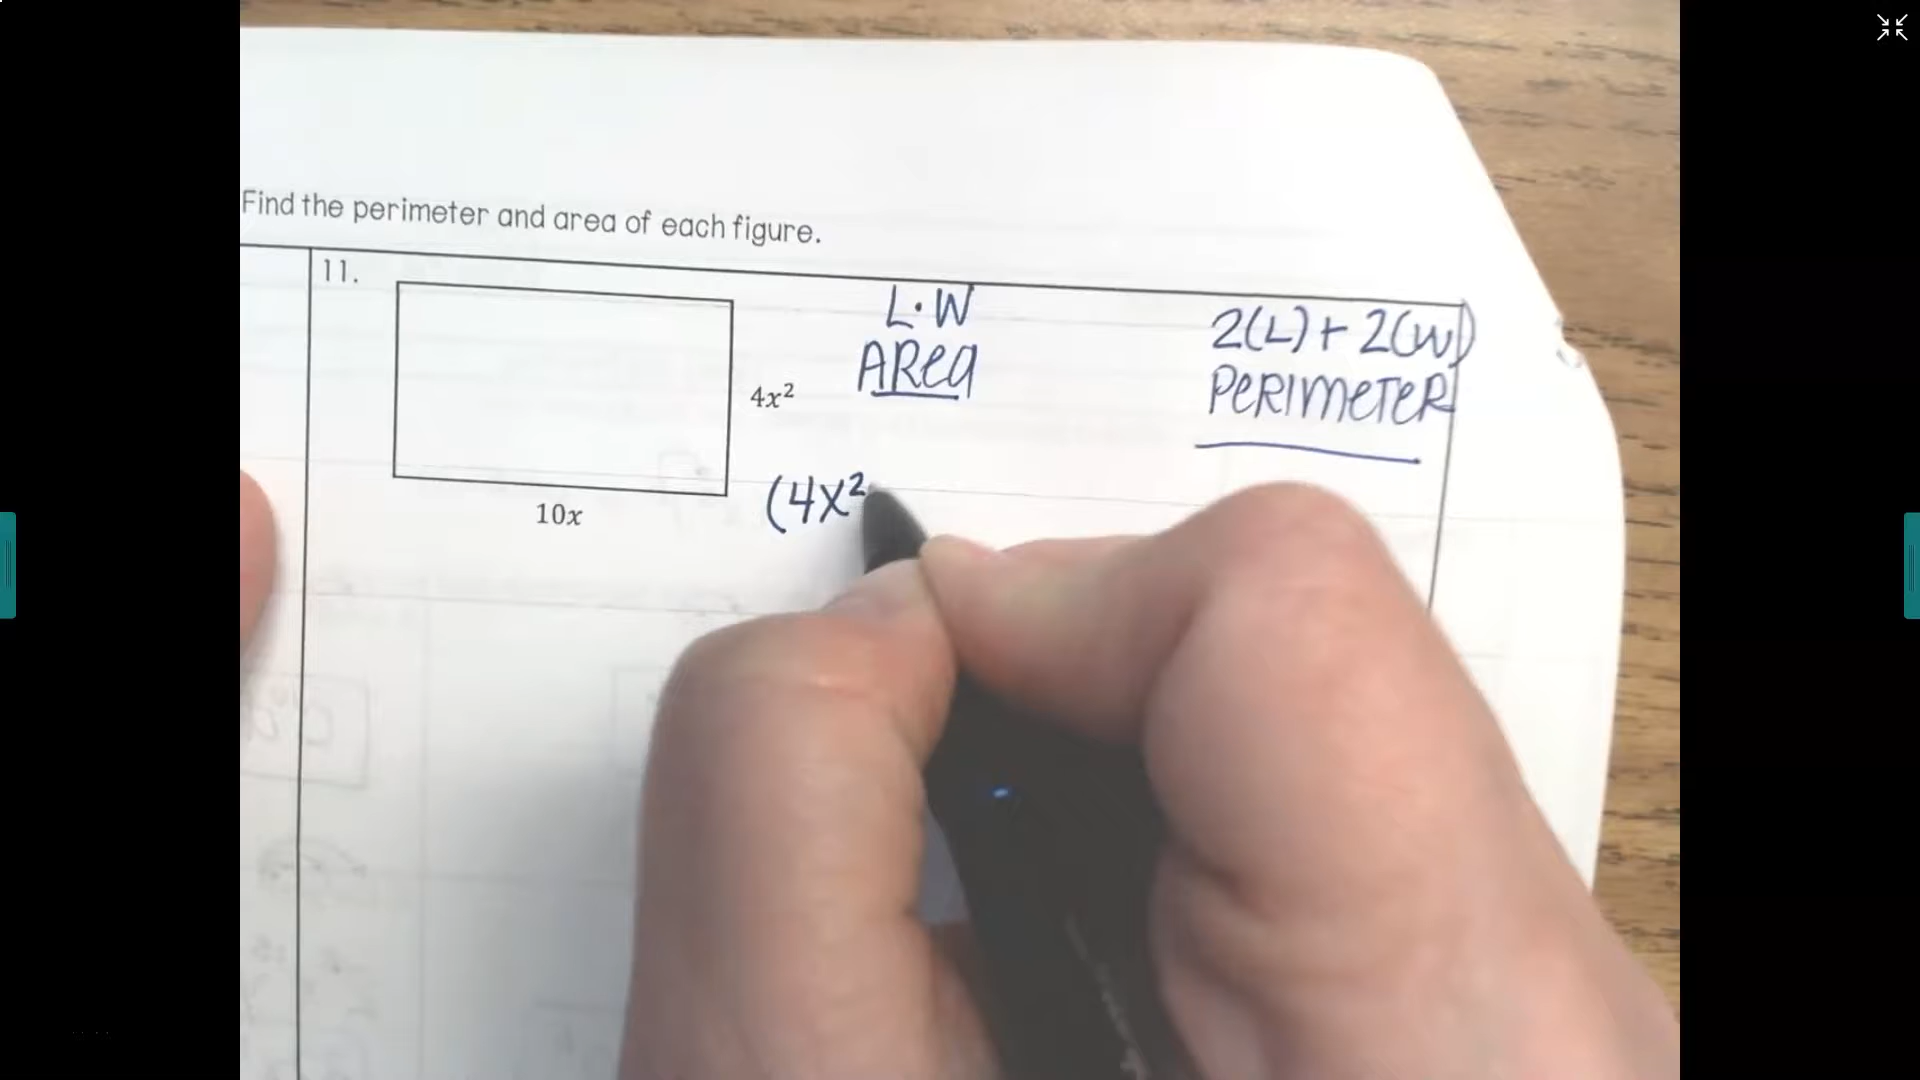 Find the perimeter and area of each figure.
11.
L·W
AREA
2(L)+ 2(W)
PERIMETER
4x²
(4X²
10x